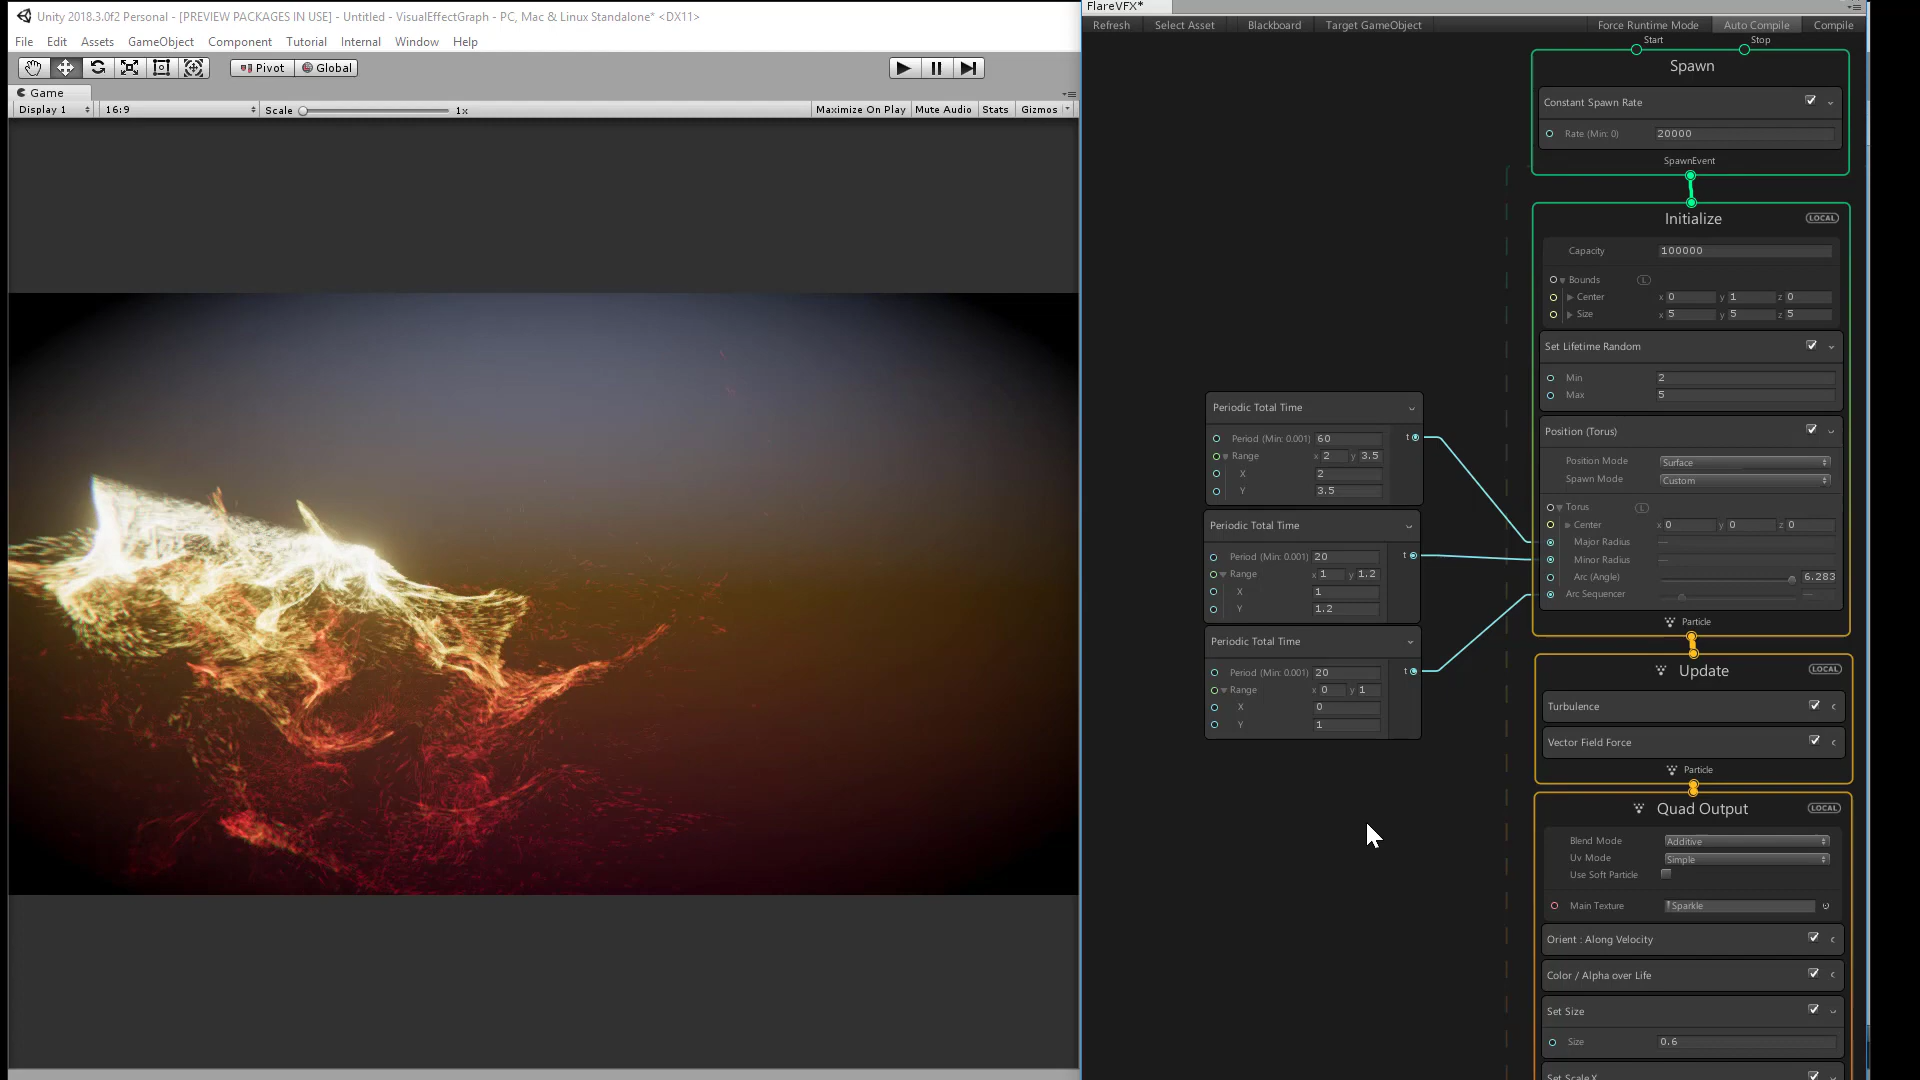 Unity 2018.3.0f2 Personal - [PREVIEW PACKAGES IN USE] - Untitled - VisualEffectGraph - PC, Mac & Linux Standalone* <DX11>
File Edit Assets GameObject Component Tutorial Internal Window Help
Pivot Global
Game
Display 1 16:9 Scale 1x Maximize On Play Mute Audio Stats Gizmos
FlareVFX*
Refresh Select Asset Blackboard Target GameObject Force Runtime Mode Auto Compile Compile
Start Stop
Spawn
Constant Spawn Rate
Rate (Min: 0) 20000
SpawnEvent
Initialize LOCAL
Capacity 100000
Bounds L
Center x 0 y 1 z 0
Size x 5 y 5 z 5
Set Lifetime Random
Min 2
Max 5
Position (Torus)
Position Mode Surface
Spawn Mode Custom
Torus L
Center x 0 y 0 z 0
Major Radius
Minor Radius
Arc (Angle) 6.283
Arc Sequencer
Particle
Periodic Total Time
Period (Min: 0.001) 60 t
Range x 2 y 3.5
X 2
Y 3.5
Periodic Total Time
Period (Min: 0.001) 20 t
Range x 1 y 1.2
X 1
Y 1.2
Periodic Total Time
Period (Min: 0.001) 20 t
Range x 0 y 1
X 0
Y 1
Update LOCAL
Turbulence
Vector Field Force
Particle
Quad Output LOCAL
Blend Mode Additive
Uv Mode Simple
Use Soft Particle
Main Texture Sparkle
Orient : Along Velocity
Color / Alpha over Life
Set Size
Size 0.6
Set Scale X